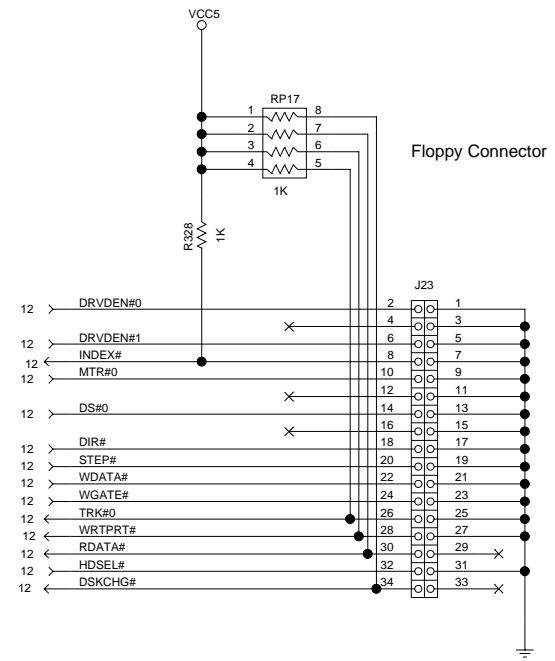 VCC5
RP17
1 8
2 7
3 6
4 5
1K
Floppy Connector
R328
1K
J23
12 DRVDEN#0 2 1
4 3
12 DRVDEN#1 6 5
12 INDEX# 8 7
12 MTR#0 10 9
12 11
12 DS#0 14 13
16 15
12 DIR# 18 17
12 STEP# 20 19
12 WDATA# 22 21
12 WGATE# 24 23
12 TRK#0 26 25
12 WRTPRT# 28 27
12 RDATA# 30 29
12 HDSEL# 32 31
12 DSKCHG# 34 33